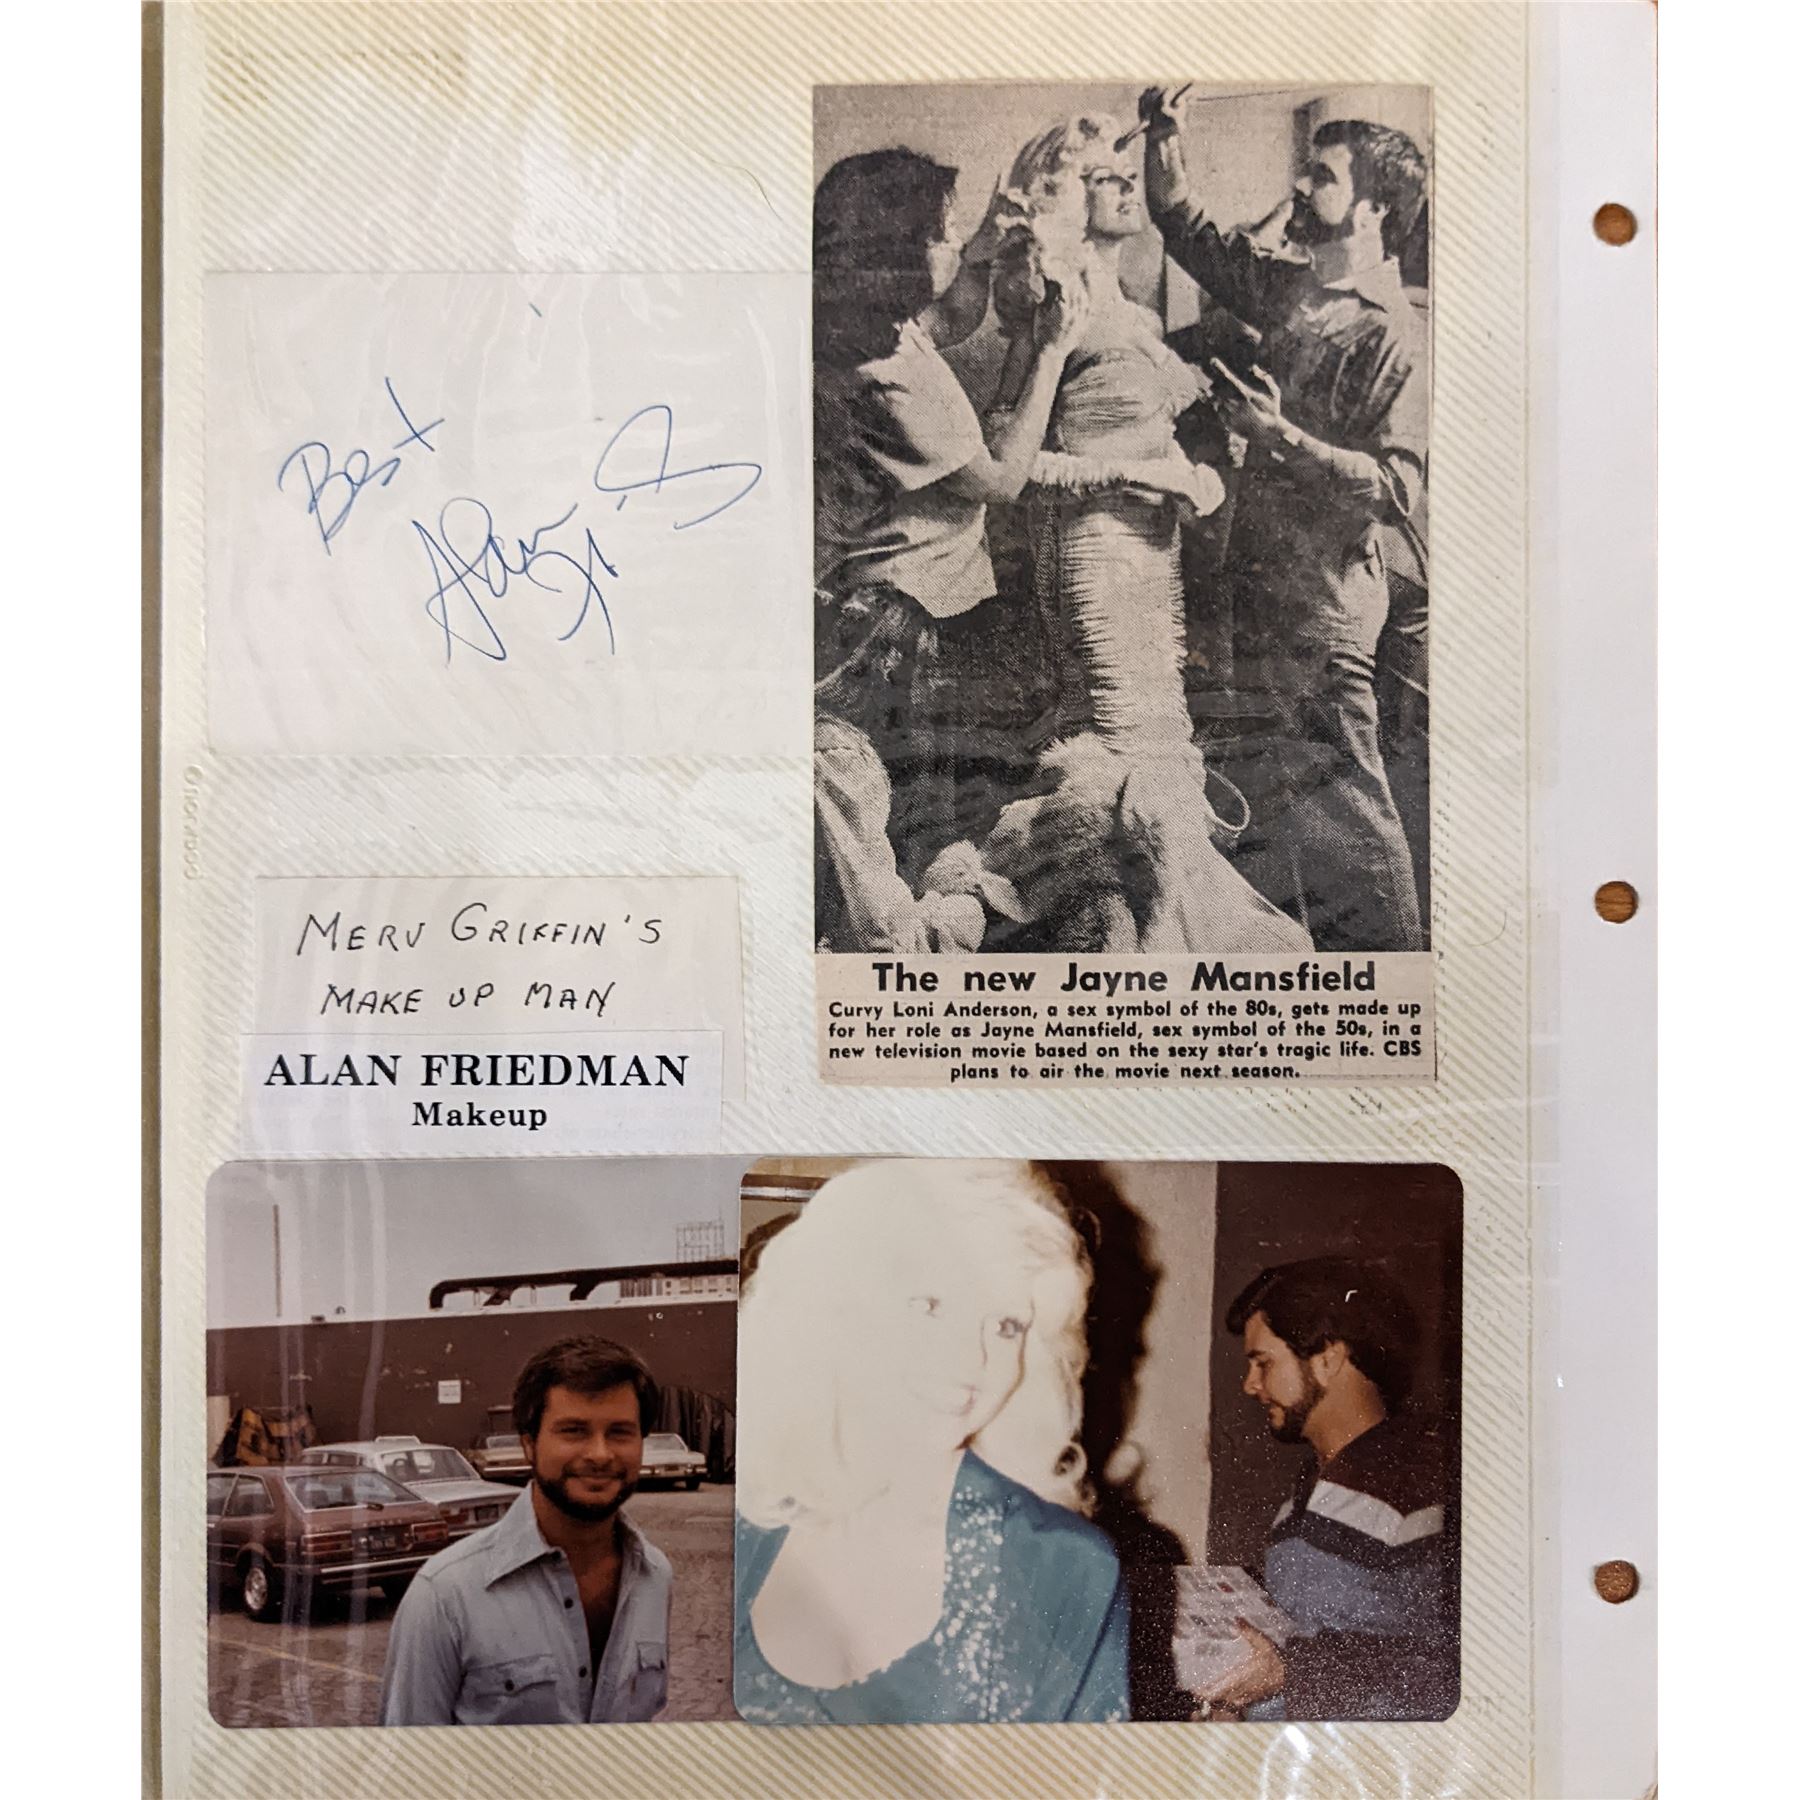 Best
Alan
MERV GRIFFIN'S
MAKE UP MAN
ALAN FRIEDMAN
Makeup
The new Jayne Mansfield
Curvy Loni Anderson, a sex symbol of the 80s, gets made up
for her role as Jayne Mansfield, sex symbol of the 50s, in a
new television movie based on the sexy star's tragic life. CBS
plans to air the movie next season.